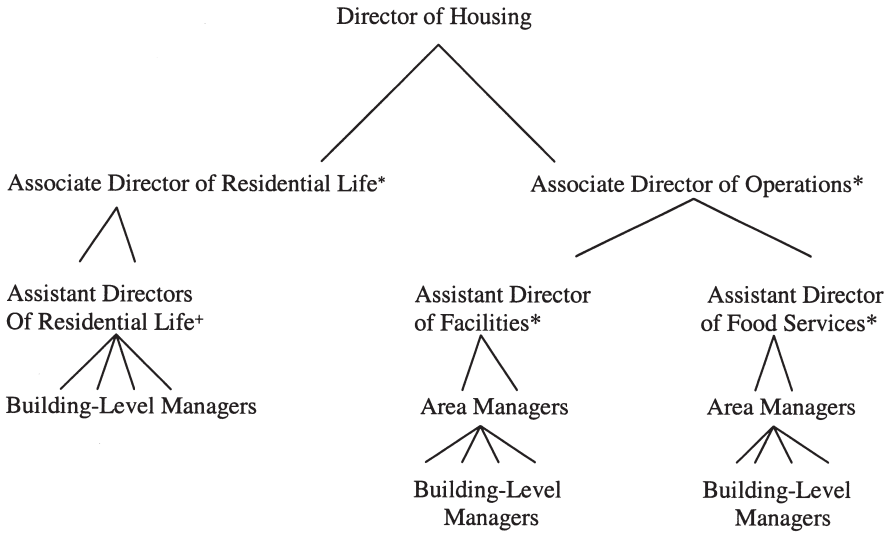 Director of Housing
Associate Director of Residential Life*
Associate Director of Operations*
Assistant Directors
Of Residential Life+
Assistant Director
of Facilities*
Assistant Director
of Food Services*
Building-Level Managers
Area Managers
Area Managers
Building-Level
Managers
Building-Level
Managers